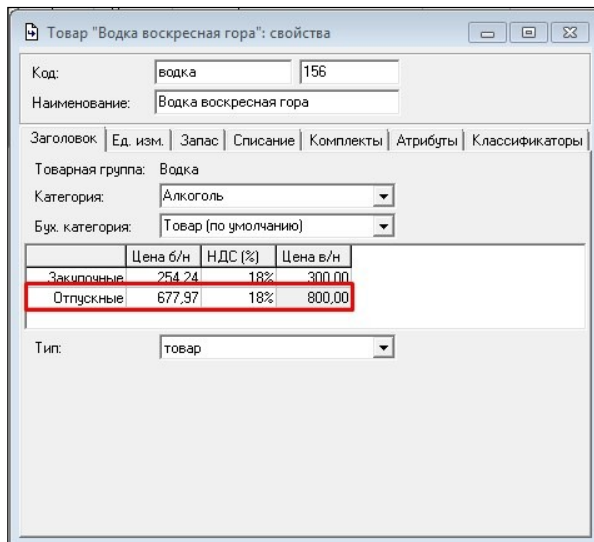 Товар "Водка воскресная гора": свойства
Код: водка 156
Наименование: Водка воскресная гора
Заголовок Ед. изм. Запас Списание Комплекты Атрибуты Классификаторы
Товарная группа: Водка
Категория: Алкоголь
Бух. категория: Товар (по умолчанию)
Цена б/н НДС (%) Цена в/н
Закупочные 254,24 18% 300,00
Отпускные 677,97 18% 800,00
Тип: товар